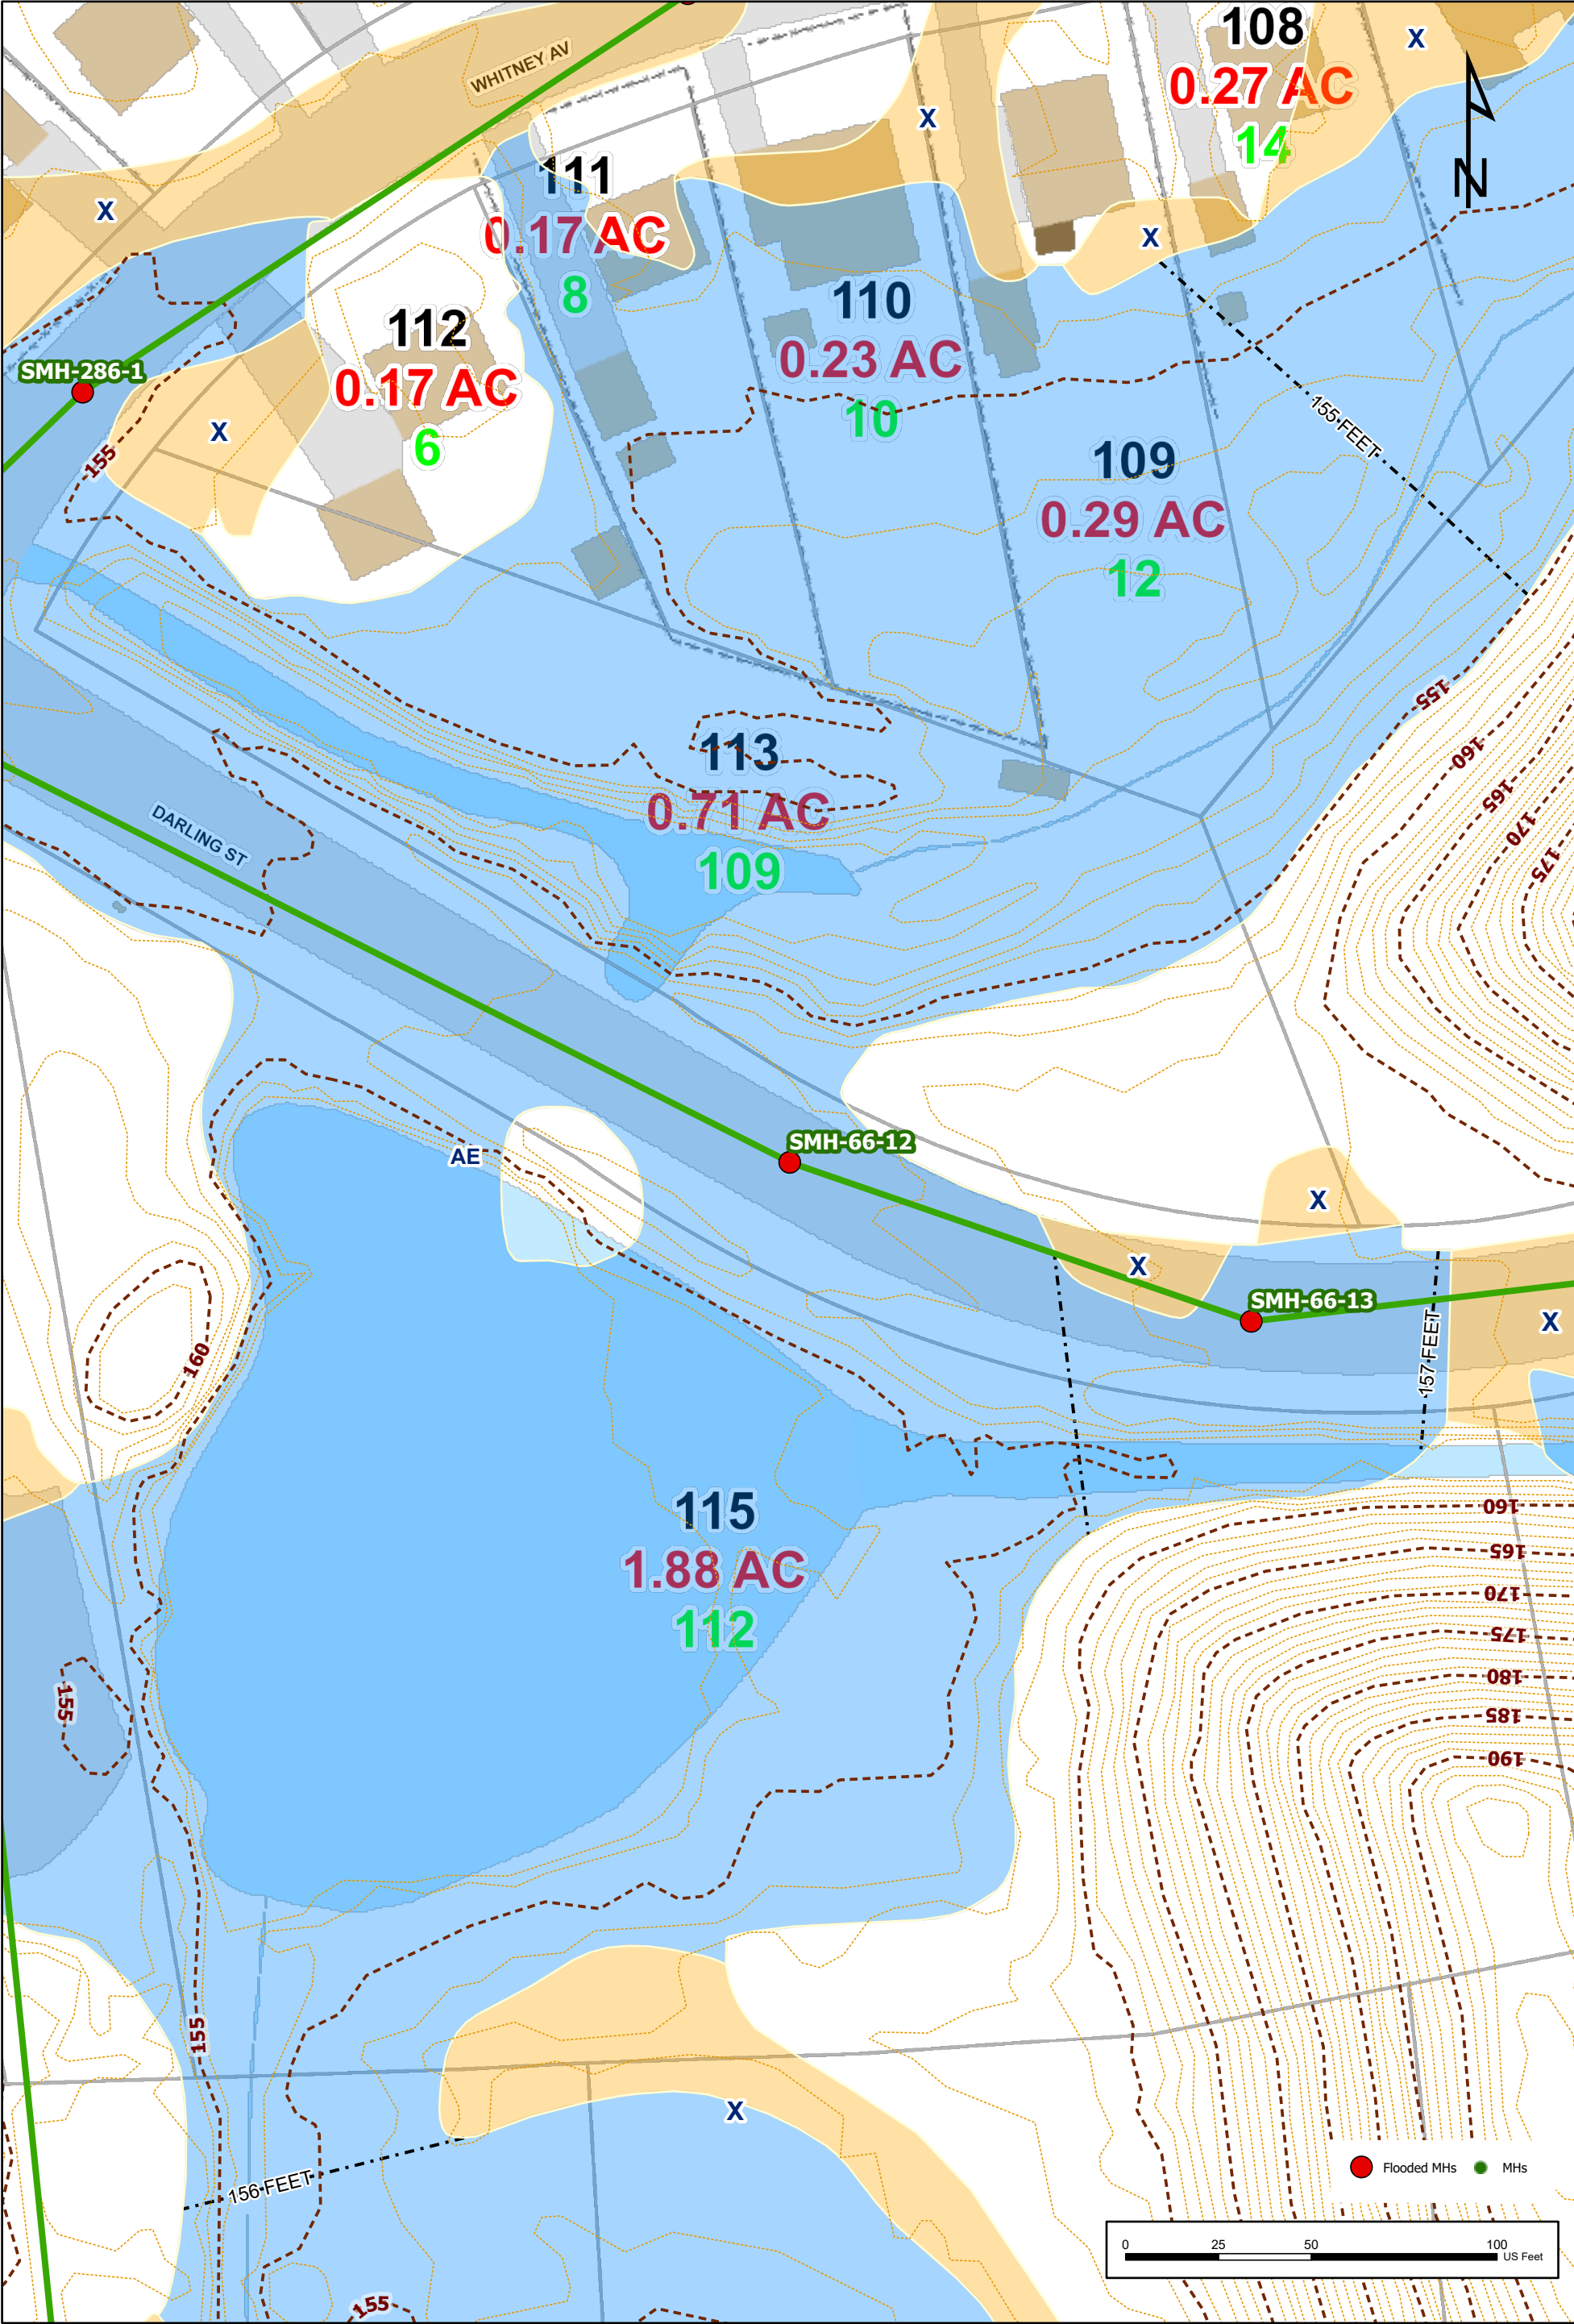 108
0.27 AC
14
X
N
WHITNEY AV
X
111
0.17 AC
8
X
X
110
0.23 AC
10
112
0.17 AC
6
SMH-286-1
X
155
155 FEET
109
0.29 AC
12
155
160
165
170
175
113
0.71 AC
109
DARLING ST
SMH-66-12
AE
X
X
SMH-66-13
X
157 FEET
160
115
1.88 AC
112
160
165
170
175
180
185
190
155
155
X
156 FEET
155
Flooded MHs
MHs
0 25 50 100
US Feet